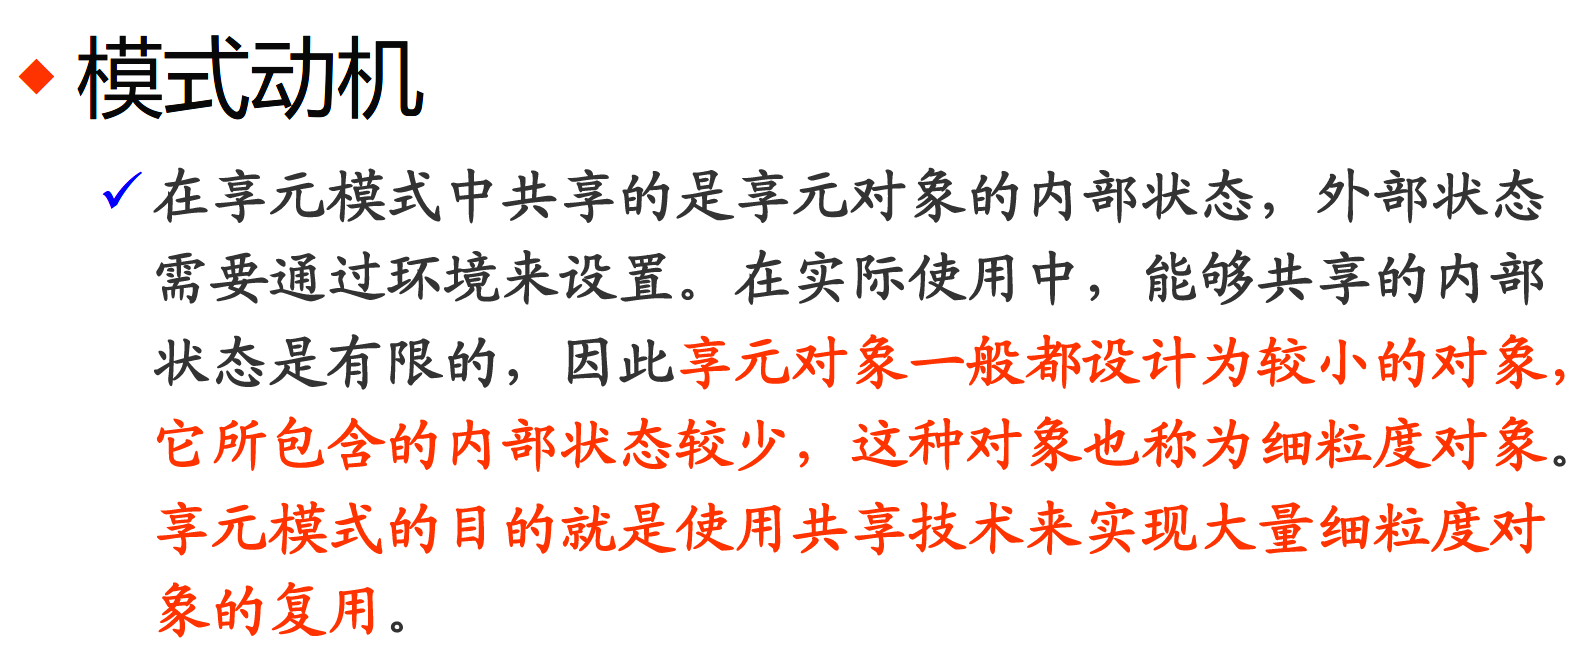 模式动机
在享元模式中共享的是享元对象的内部状态，外部状态
需要通过环境来设置。在实际使用中，能够共享的内部
状态是有限的，因此享元对象一般都设计为较小的对象，
它所包含的内部状态较少，这种对象也称为细粒度对象。
享元模式的目的就是使用共享技术来实现大量细粒度对
象的复用。